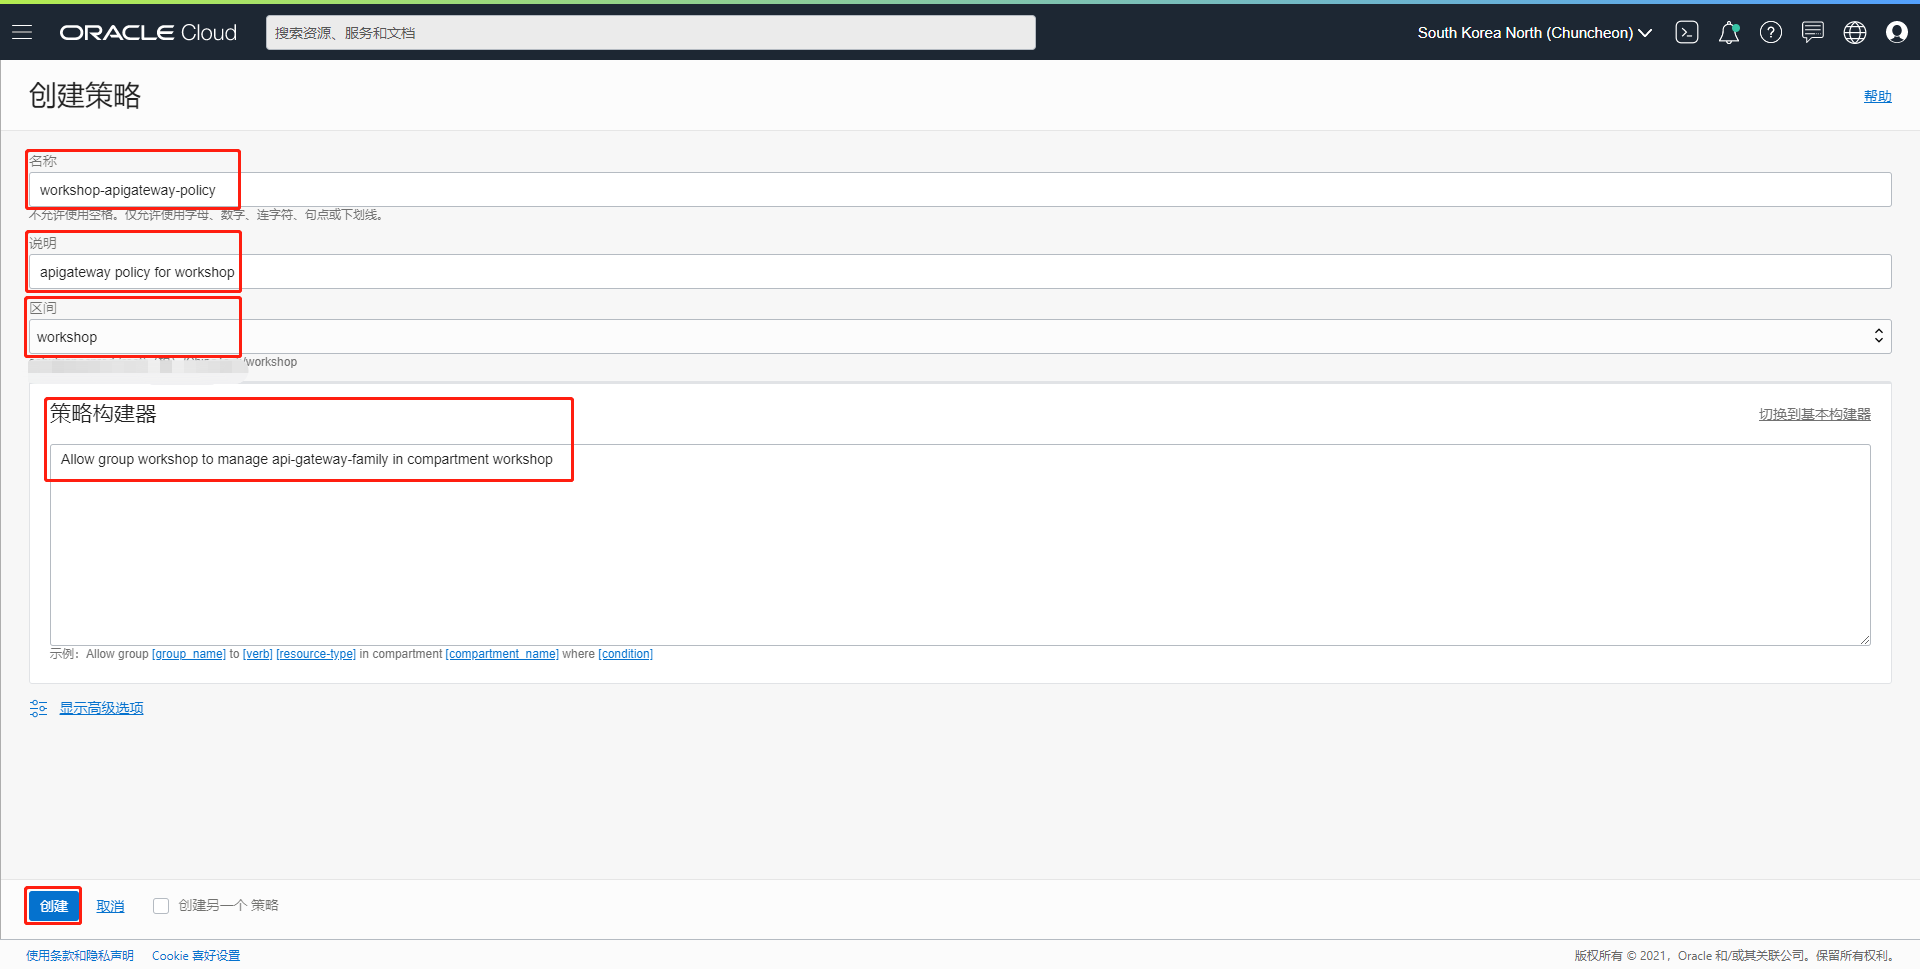 ORACLE Cloud
搜索资源、服务和文档
South Korea North (Chuncheon)
创建策略
帮助
名称
workshop-apigateway-policy
不允许使用空格。仅允许使用字母、数字、连字符、句点或下划线。
说明
apigateway policy for workshop
区间
workshop
/workshop
策略构建器
切换到基本构建器
Allow group workshop to manage api-gateway-family in compartment workshop
示例：Allow group [group_name] to [verb] [resource-type] in compartment [compartment_name] where [condition]
显示高级选项
创建
取消
创建另一个 策略
使用条款和隐私声明
Cookie 喜好设置
版权所有 © 2021，Oracle 和/或其关联公司。保留所有权利。